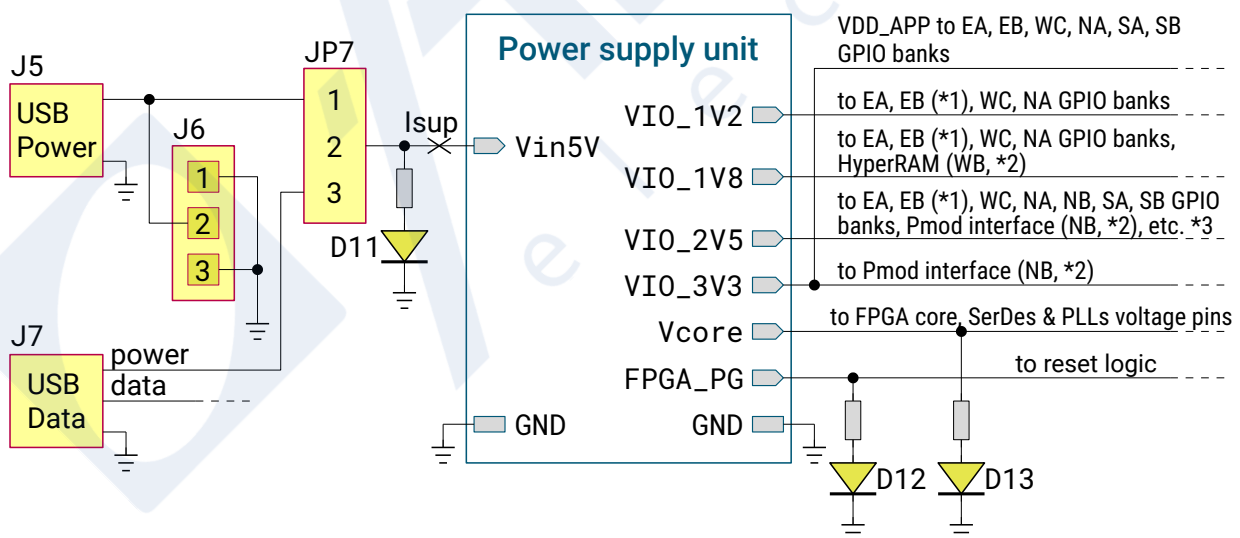 VDD_APP to EA, EB, WC, NA, SA, SB
GPIO banks
Power supply unit
J5
USB
Power
J6
1
2
3
JP7
1
2
3
Isup
Vin5V
VIO_1V2
to EA, EB (*1), WC, NA GPIO banks
VIO_1V8
to EA, EB (*1), WC, NA GPIO banks,
HyperRAM (WB, *2)
VIO_2V5
to EA, EB (*1), WC, NA, NB, SA, SB GPIO
banks, Pmod interface (NB, *2), etc. *3
VIO_3V3
to Pmod interface (NB, *2)
Vcore
to FPGA core, SerDes & PLLs voltage pins
FPGA_PG
to reset logic
D11
J7
USB
Data
power
data
GND
GND
D12
D13